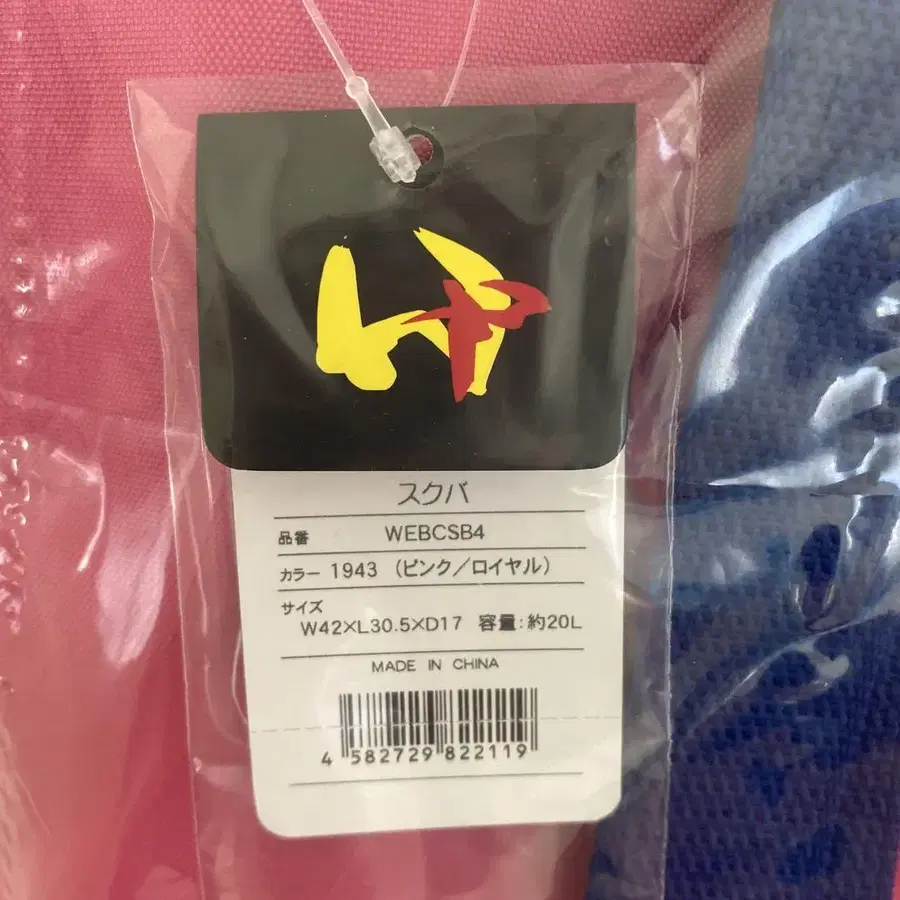 スクバ
品番 WEBCSB4
カラー 1943 (ピンク/ロイヤル)
サイズ
W42×L30.5×D17 容量:約20L
MADE IN CHINA
4 582729 822119